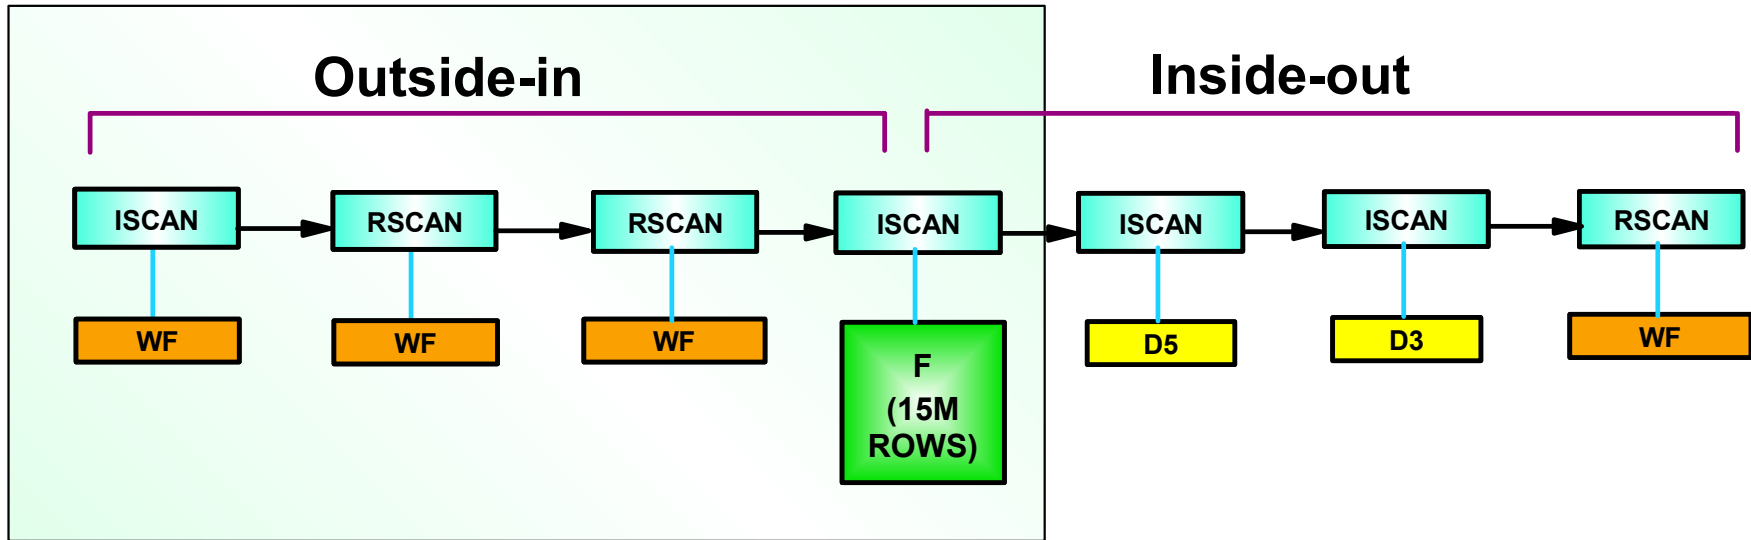 Outside-in
Inside-out
ISCAN
RSCAN
RSCAN
ISCAN
ISCAN
ISCAN
RSCAN
WF
WF
WF
F
(15M
ROWS)
D5
D3
WF